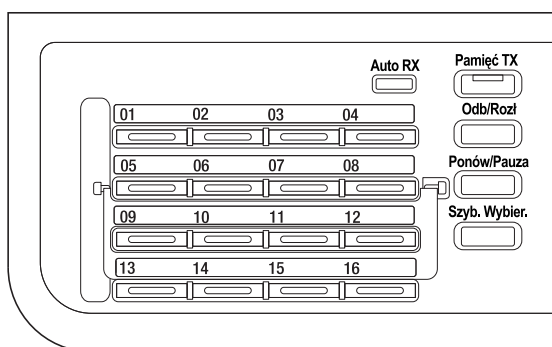 Auto RX
Pamięć TX
Odb/Rozł
Ponów/Pauza
Szyb. Wybier.
01 02 03 04
05 06 07 08
09 10 11 12
13 14 15 16